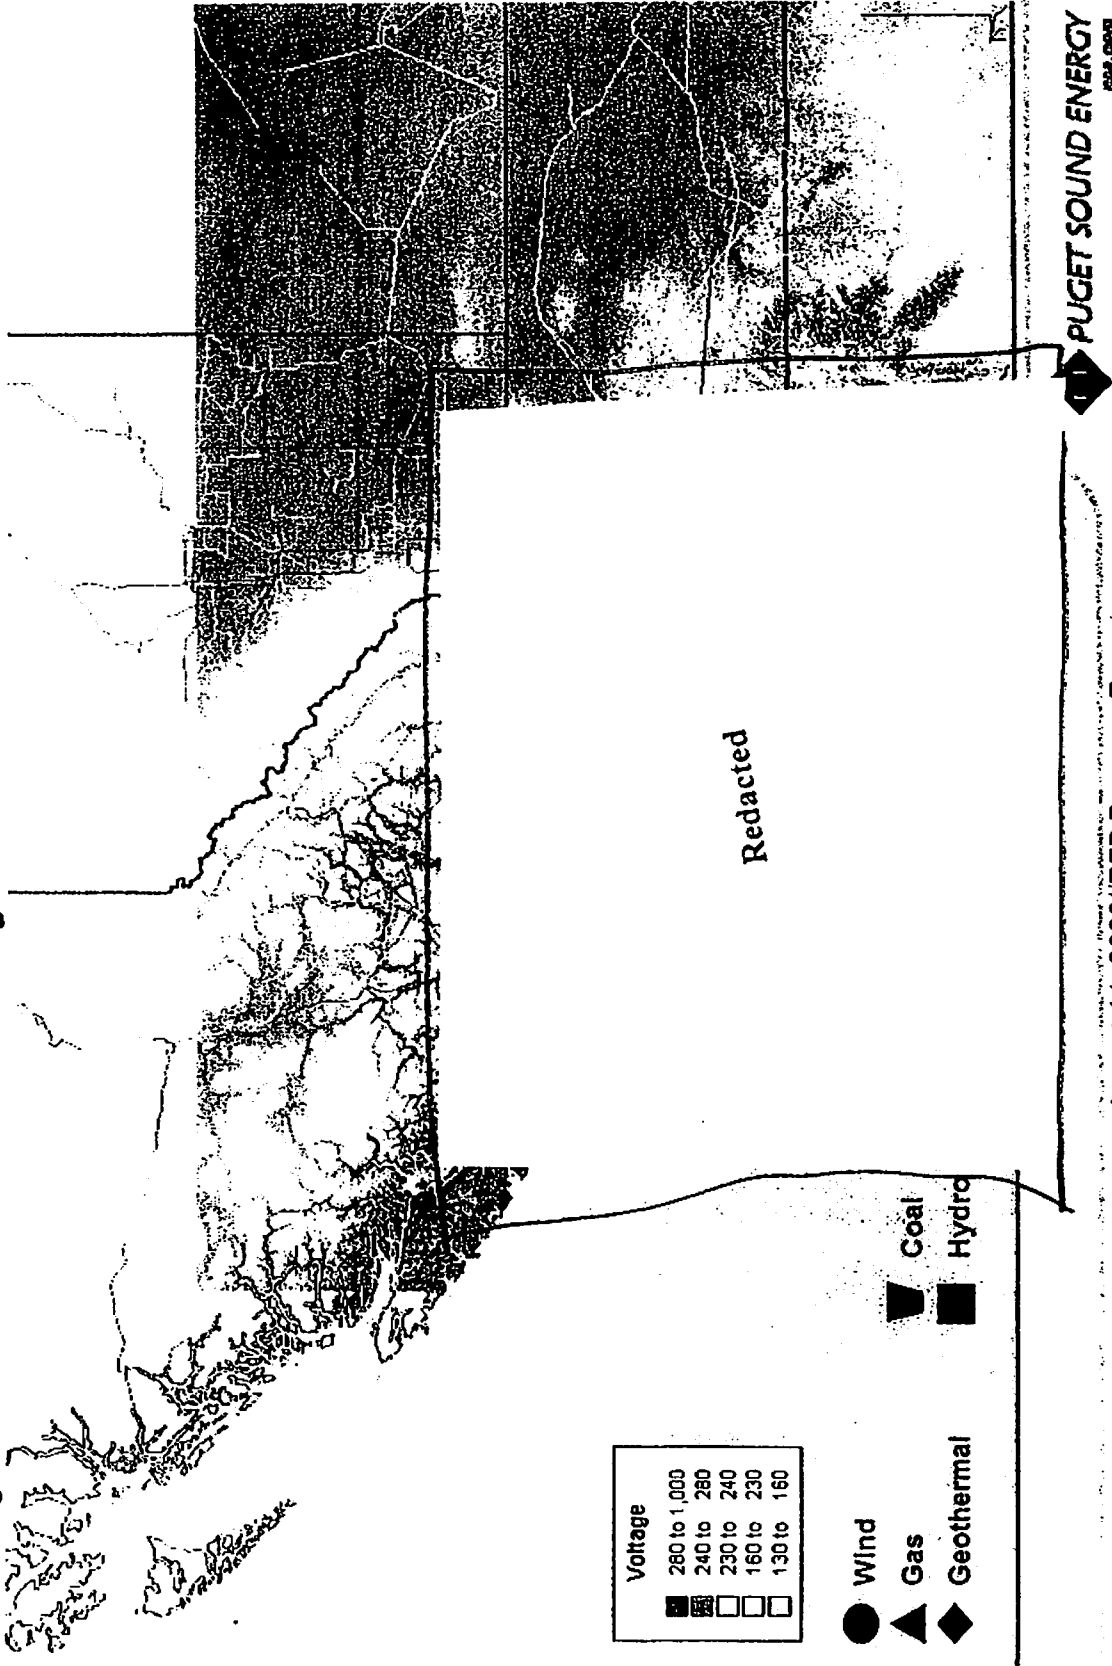 Redacted
Voltage
280 to 1,000
240 to 280
230 to 240
160 to 230
130 to 160
Wind
Gas
Geothermal
Coal
Hydro
PUGET SOUND ENERGY